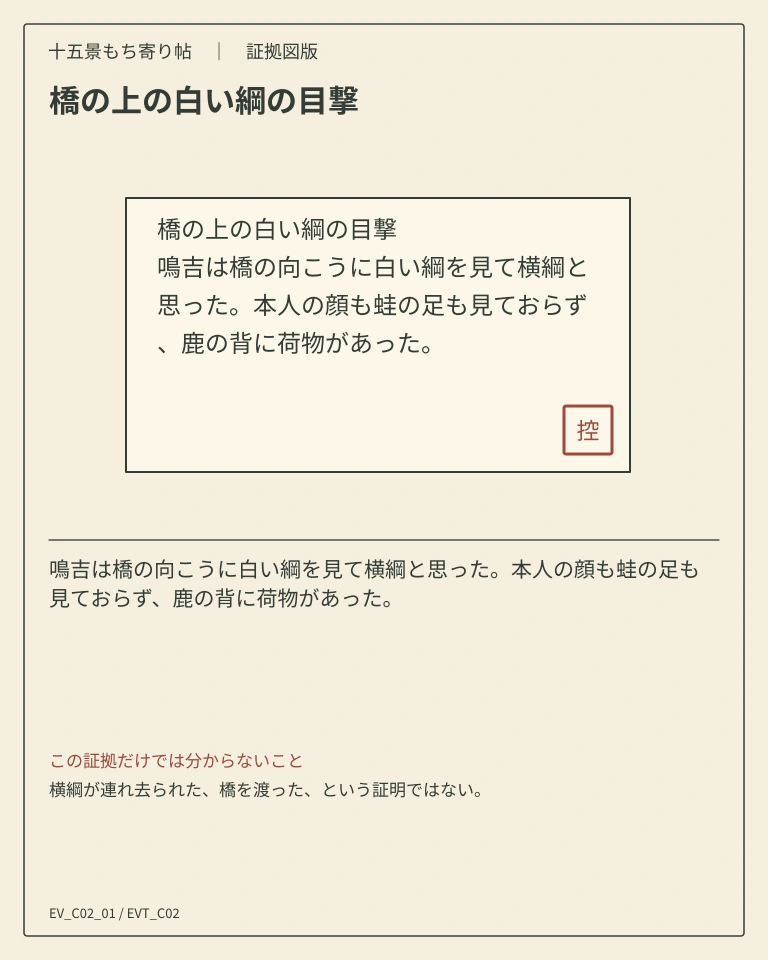 十五景もち寄り帖 ｜ 証拠図版
橋の上の白い綱の目撃
橋の上の白い綱の目撃
鳴吉は橋の向こうに白い綱を見て横綱と
思った。本人の顔も蛙の足も見ておらず
、鹿の背に荷物があった。
控
鳴吉は橋の向こうに白い綱を見て横綱と思った。本人の顔も蛙の足も
見ておらず、鹿の背に荷物があった。
この証拠だけでは分からないこと
横綱が連れ去られた、橋を渡った、という証明ではない。
EV_C02_01 / EVT_C02